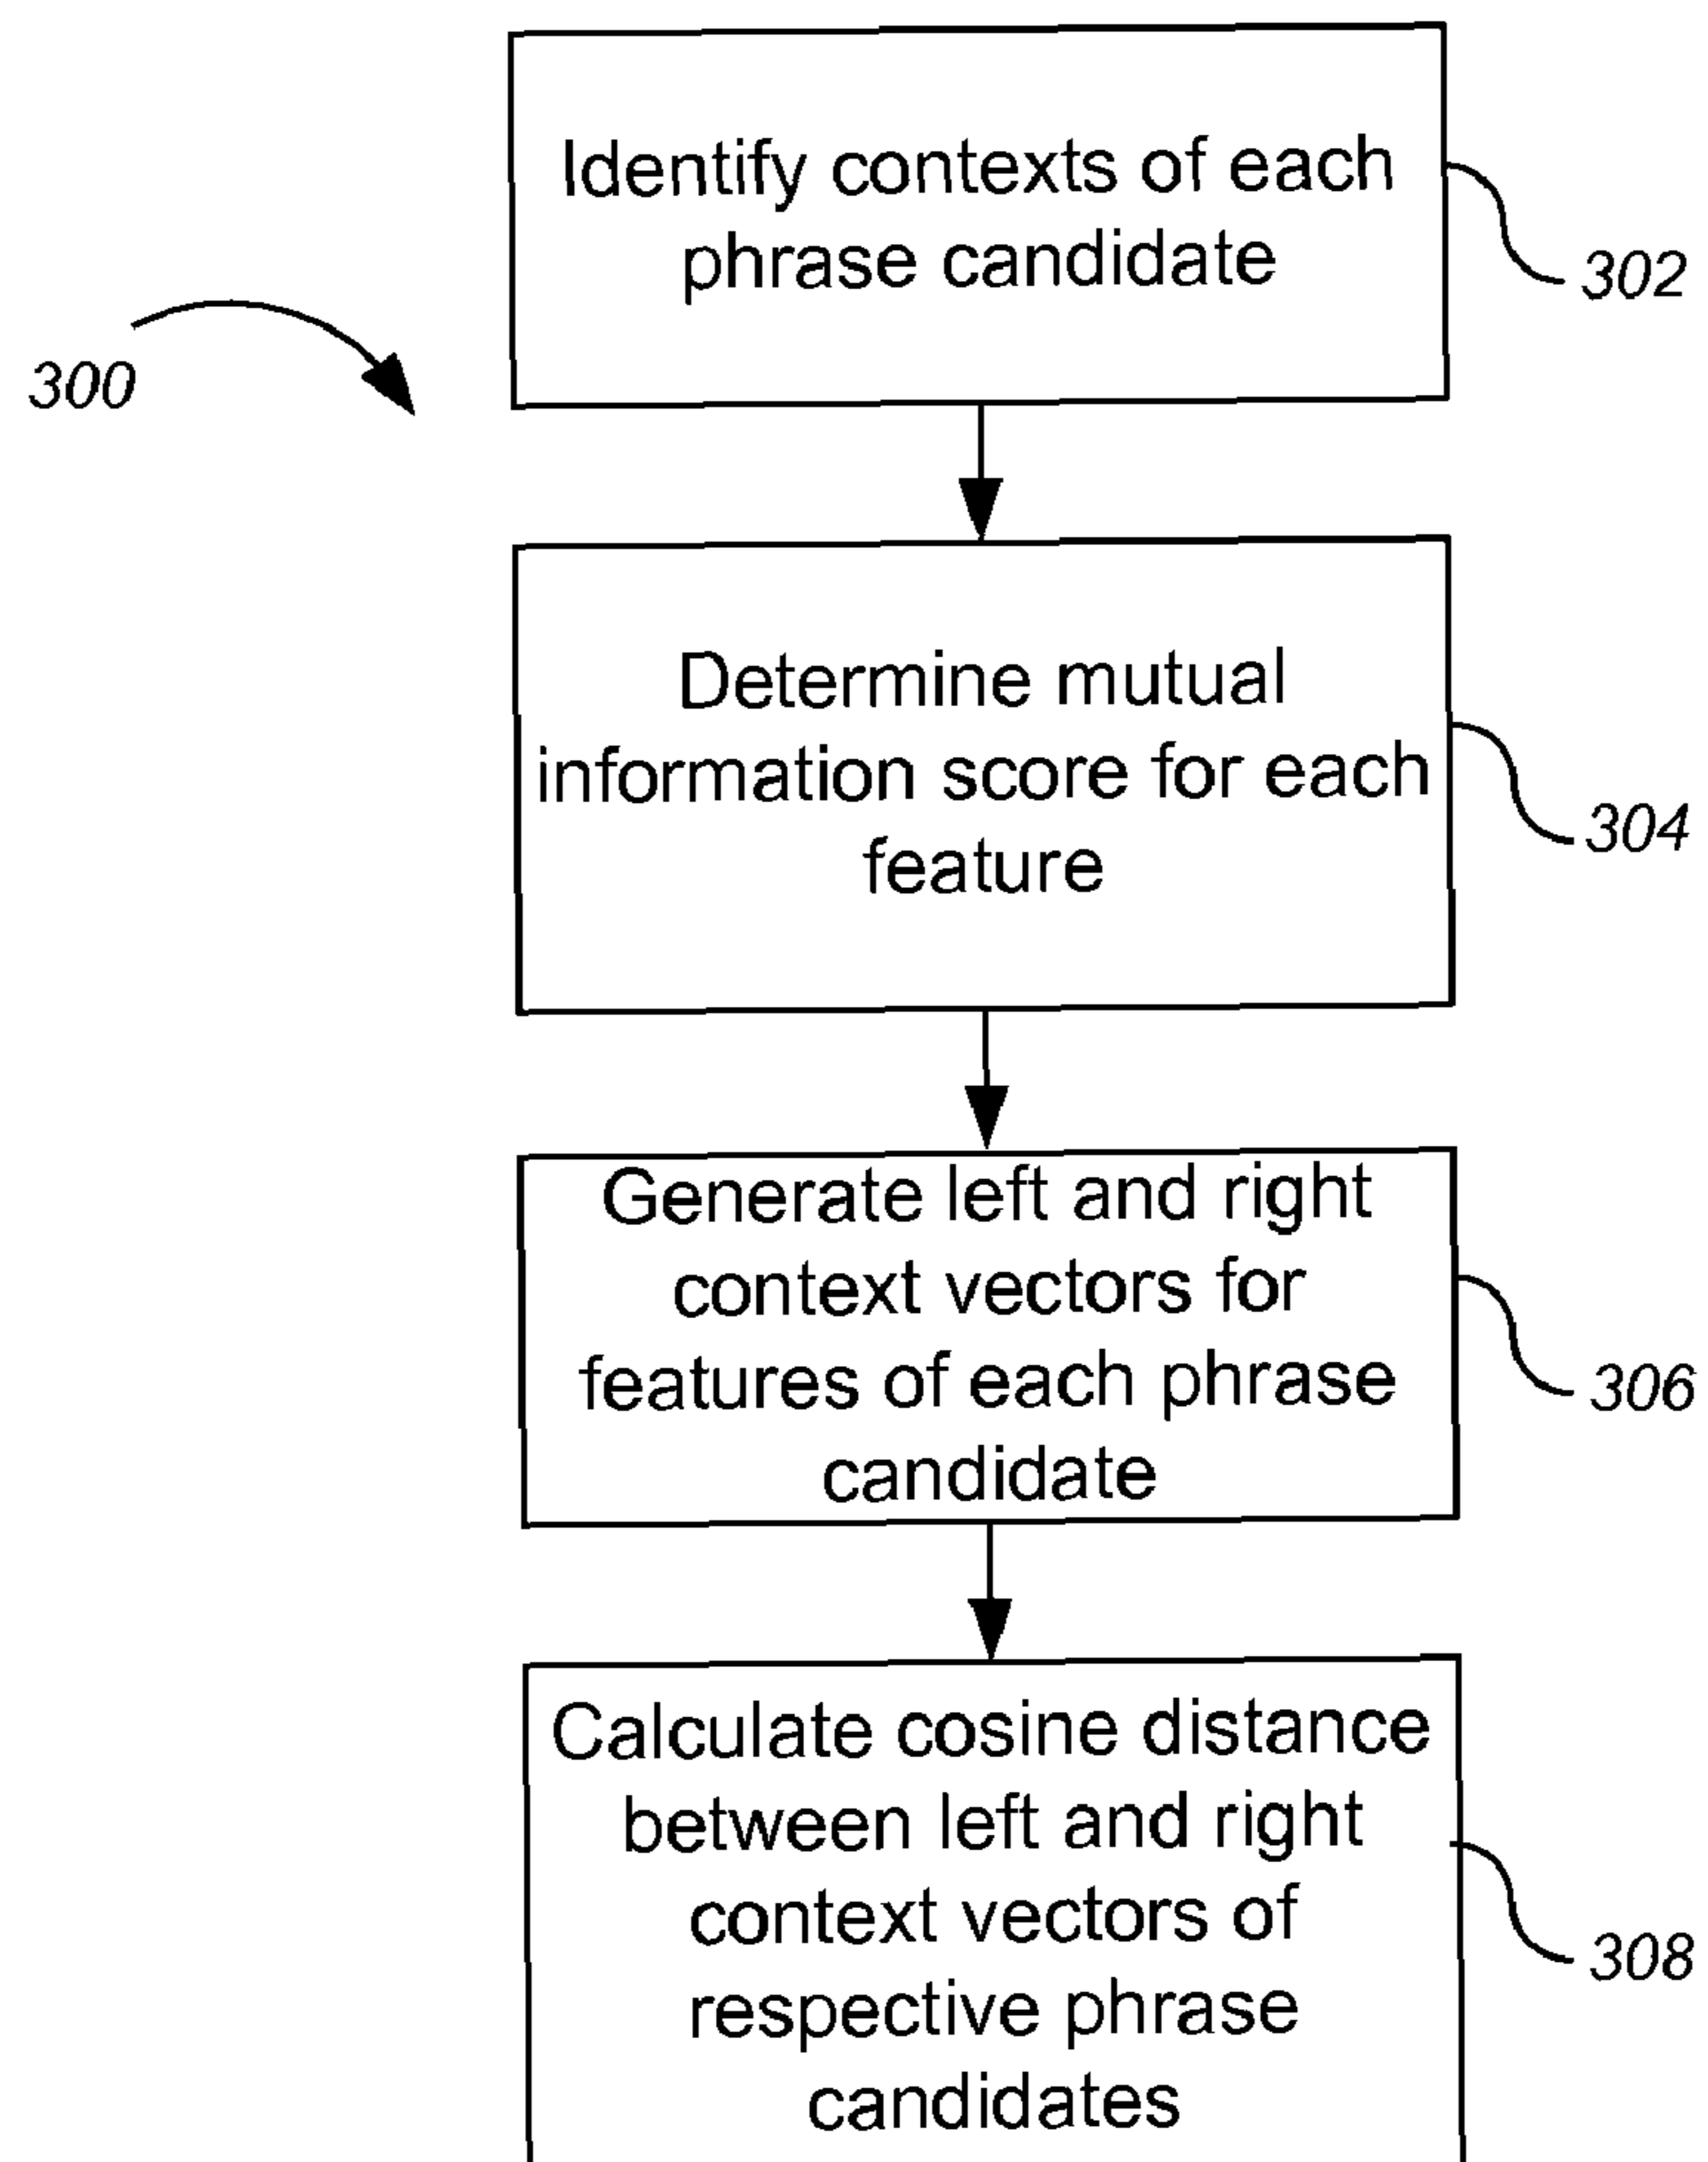 Identify contexts of each
phrase candidate
302
300
Determine mutual
information score for each
feature
304
Generate left and right
context vectors for
features of each phrase
candidate
306
Calculate cosine distance
between left and right
context vectors of
respective phrase
candidates
308